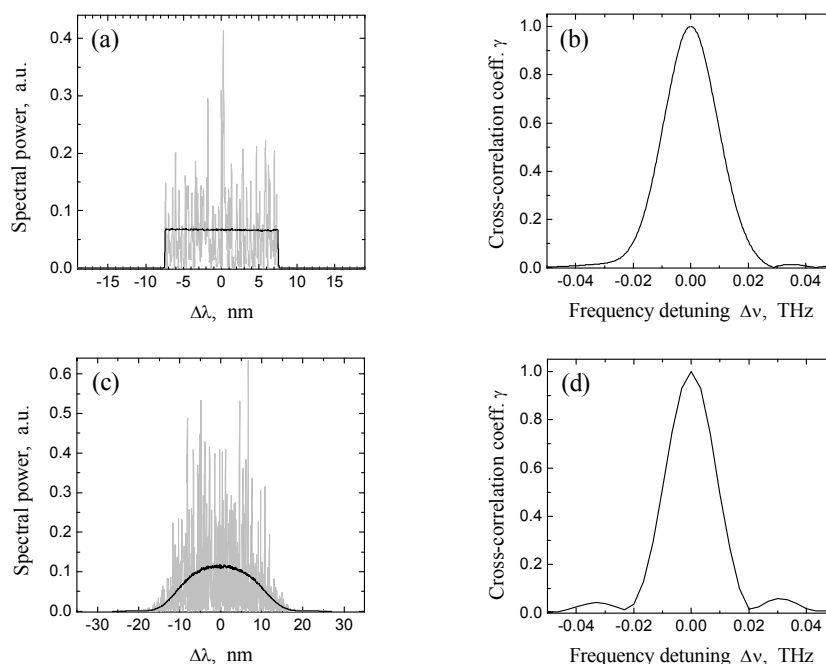 (a)
Spectral power, a.u.
0.4
0.3
0.2
0.1
0.0
-15 -10 -5 0 5 10 15
Δλ, nm
(b)
Cross-correlation coeff. γ
1.0
0.8
0.6
0.4
0.2
0.0
-0.04 -0.02 0.00 0.02 0.04
Frequency detuning Δν, THz
(c)
Spectral power, a.u.
0.6
0.5
0.4
0.3
0.2
0.1
0.0
-30 -20 -10 0 10 20 30
Δλ, nm
(d)
Cross-correlation coeff. γ
1.0
0.8
0.6
0.4
0.2
0.0
-0.04 -0.02 0.00 0.02 0.04
Frequency detuning Δν, THz